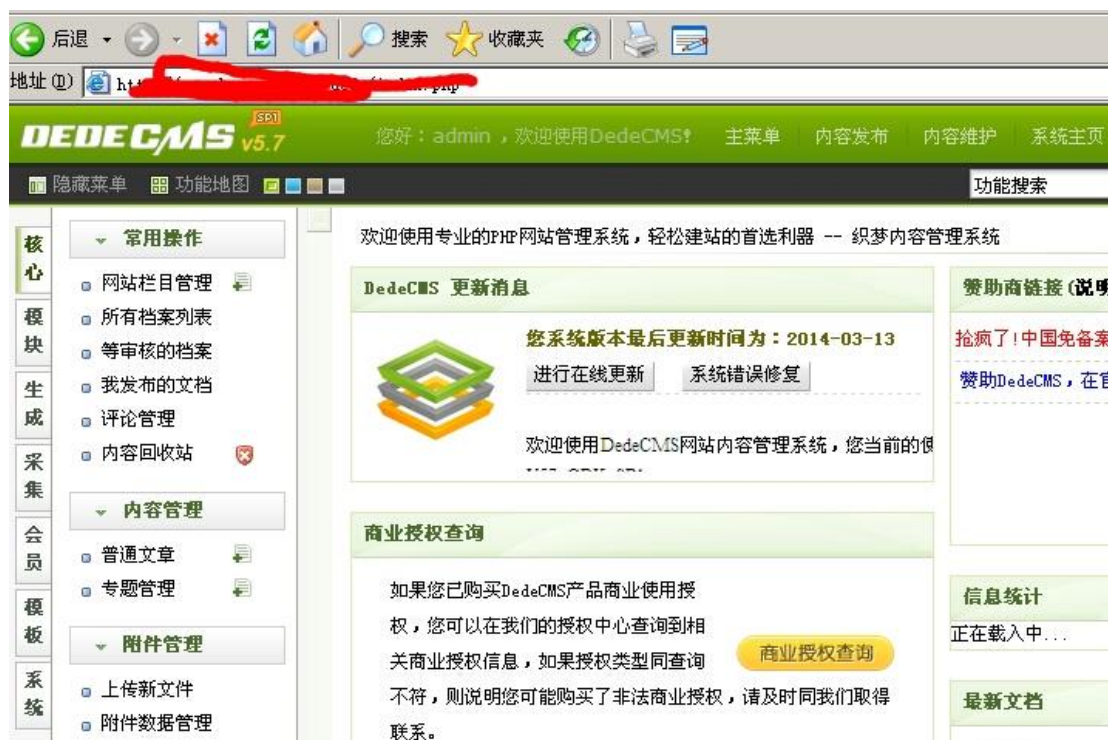 后退
搜索
收藏夹
地址(D)
DEDECMS v5.7 SP1
您好：admin ，欢迎使用DedeCMS！
主菜单
内容发布
内容维护
系统主页
隐藏菜单
功能地图
功能搜索
核心
模块
生成
采集
会员
模板
系统
常用操作
网站栏目管理
所有档案列表
等审核的档案
我发布的文档
评论管理
内容回收站
内容管理
普通文章
专题管理
附件管理
上传新文件
附件数据管理
欢迎使用专业的PHP网站管理系统，轻松建站的首选利器 -- 织梦内容管理系统
DedeCMS 更新消息
您系统版本最后更新时间为：2014-03-13
进行在线更新
系统错误修复
欢迎使用DedeCMS网站内容管理系统，您当前的使
商业授权查询
如果您已购买DedeCMS产品商业使用授
权，您可以在我们的授权中心查询到相
关商业授权信息，如果授权类型同查询
不符，则说明您可能购买了非法商业授权，请及时同我们取得
联系。
商业授权查询
赞助商链接(说明
抢疯了!中国免备案
赞助DedeCMS，在官
信息统计
正在载入中...
最新文档